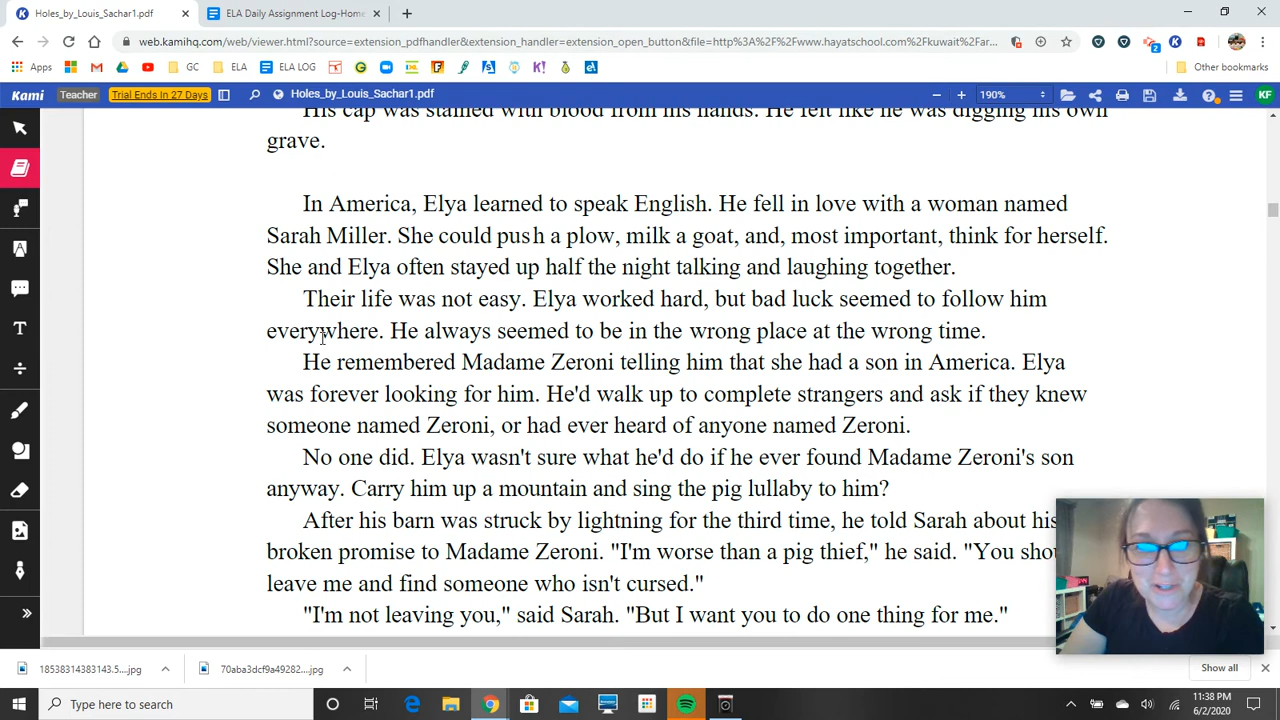 Holes_by_Louis_Sachar1.pdf
ELA Daily Assignment Log-Home
web.kamihq.com/web/viewer.html?source=extension_pdfhandler&extension_handler=extension_open_button&file=http%3A%2F%2Fwww.hayatschool.com%2Fkuwait%2Far...
Apps
GC
ELA
ELA LOG
Other bookmarks
Kami
Teacher
Trial Ends In 27 Days
Holes_by_Louis_Sachar1.pdf
190%
KF
His cap was stained with blood from his hands. He felt like he was digging his own
grave.
In America, Elya learned to speak English. He fell in love with a woman named
Sarah Miller. She could push a plow, milk a goat, and, most important, think for herself.
She and Elya often stayed up half the night talking and laughing together.
Their life was not easy. Elya worked hard, but bad luck seemed to follow him
everywhere. He always seemed to be in the wrong place at the wrong time.
He remembered Madame Zeroni telling him that she had a son in America. Elya
was forever looking for him. He'd walk up to complete strangers and ask if they knew
someone named Zeroni, or had ever heard of anyone named Zeroni.
No one did. Elya wasn't sure what he'd do if he ever found Madame Zeroni's son
anyway. Carry him up a mountain and sing the pig lullaby to him?
After his barn was struck by lightning for the third time, he told Sarah about his
broken promise to Madame Zeroni. "I'm worse than a pig thief," he said. "You shou
leave me and find someone who isn't cursed."
"I'm not leaving you," said Sarah. "But I want you to do one thing for me."
18538314383143.5....jpg
70aba3dcf9a49282....jpg
Show all
Type here to search
11:38 PM
6/2/2020